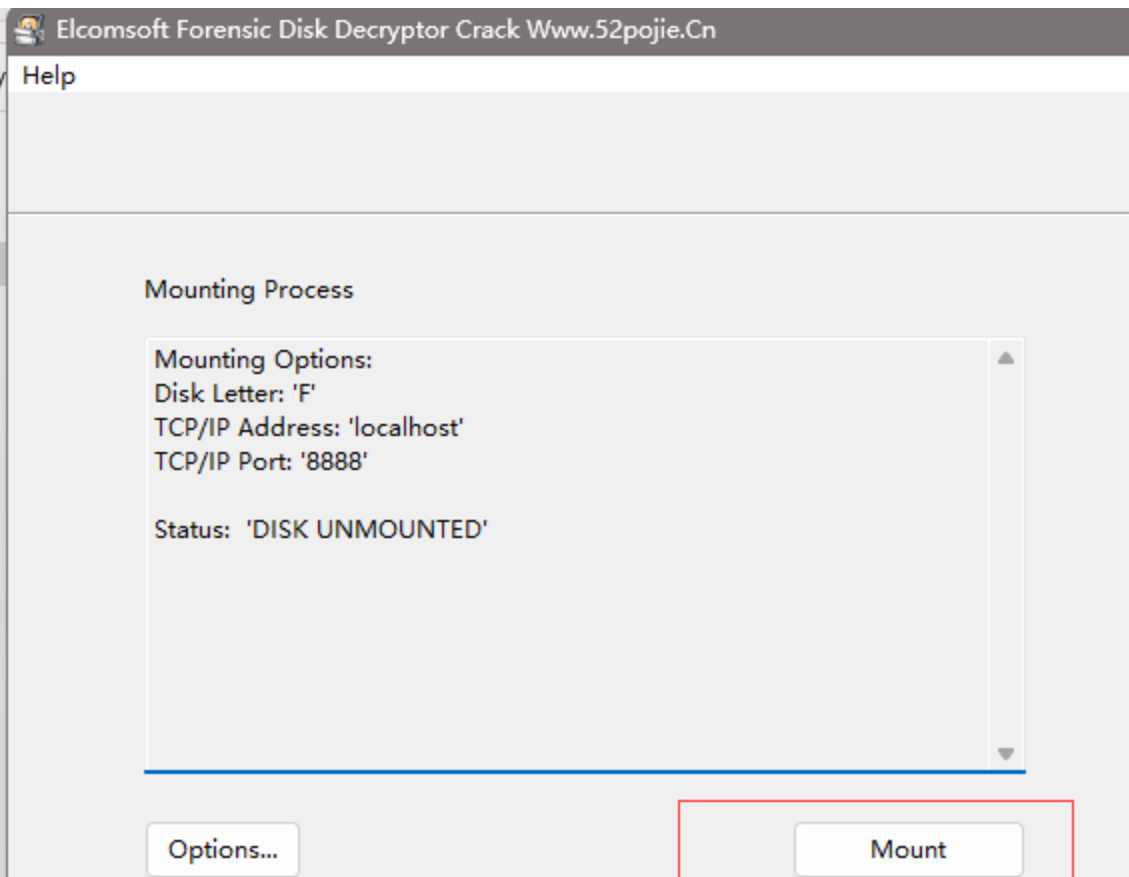 Elcomsoft Forensic Disk Decryptor Crack Www.52pojie.Cn
Help
Mounting Process
Mounting Options:
Disk Letter: 'F'
TCP/IP Address: 'localhost'
TCP/IP Port: '8888'
Status:  'DISK UNMOUNTED'
Options...
Mount